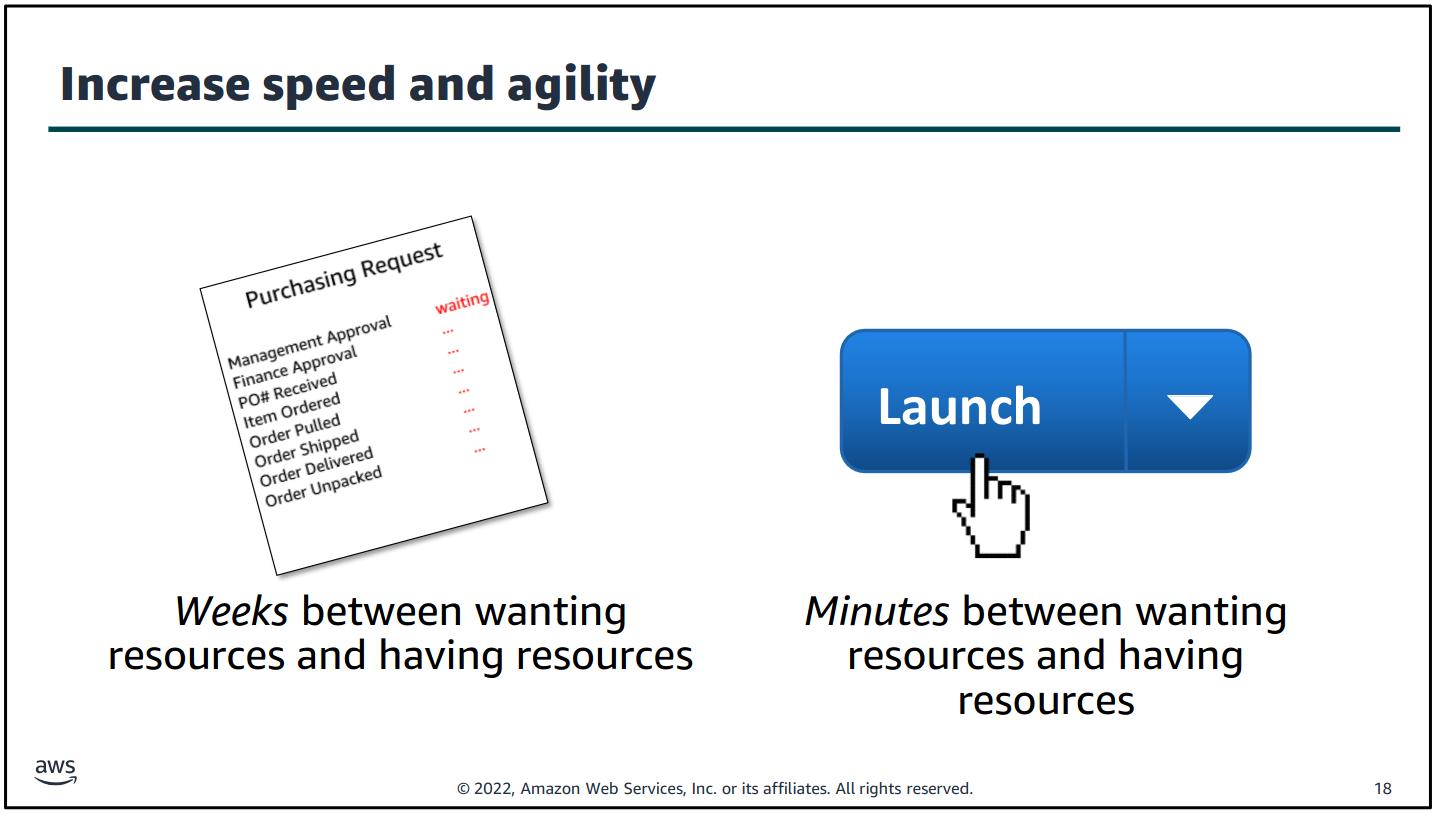 Increase speed and agility
Purchasing Request
waiting
Management Approval ...
Finance Approval ...
PO# Received ...
Item Ordered ...
Order Pulled ...
Order Shipped ...
Order Delivered ...
Order Unpacked
Launch
Weeks between wanting
resources and having resources
Minutes between wanting
resources and having
resources
aws
© 2022, Amazon Web Services, Inc. or its affiliates. All rights reserved.
18